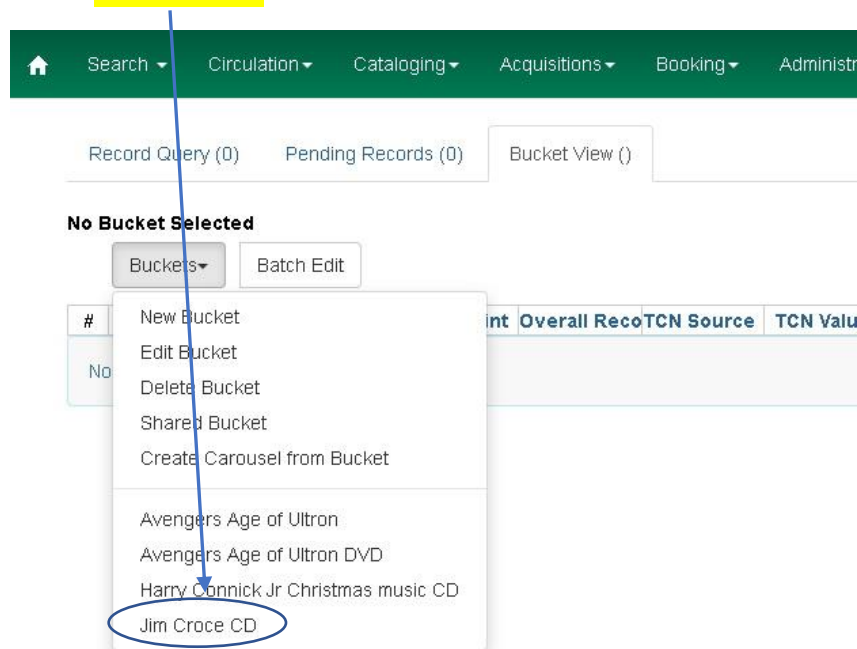 Search Circulation Cataloging Acquisitions Booking Administr
Record Query (0) Pending Records (0) Bucket View ()
No Bucket Selected
Buckets Batch Edit
# int Overall Reco TCN Source TCN Valu
No
New Bucket
Edit Bucket
Delete Bucket
Shared Bucket
Create Carousel from Bucket
Avengers Age of Ultron
Avengers Age of Ultron DVD
Harry Connick Jr Christmas music CD
Jim Croce CD